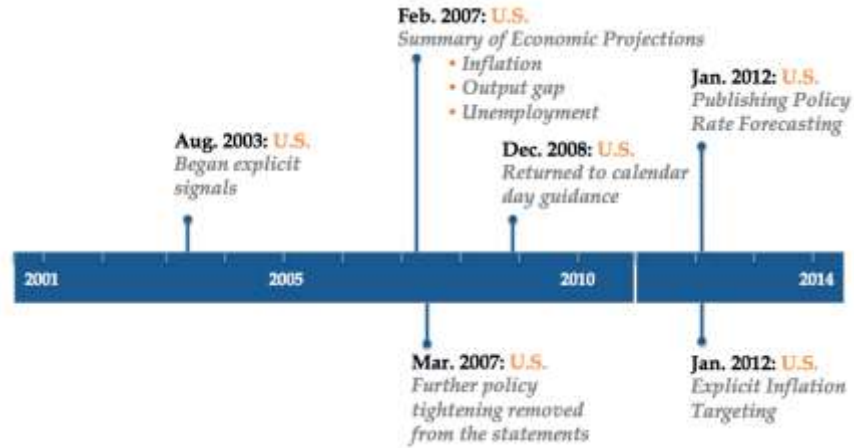 Feb. 2007: U.S.
Summary of Economic Projections
• Inflation
• Output gap
• Unemployment
Jan. 2012: U.S.
Publishing Policy
Rate Forecasting
Aug. 2003: U.S.
Began explicit
signals
Dec. 2008: U.S.
Returned to calendar
day guidance
2001
2005
2010
2014
Mar. 2007: U.S.
Further policy
tightening removed
from the statements
Jan. 2012: U.S.
Explicit Inflation
Targeting